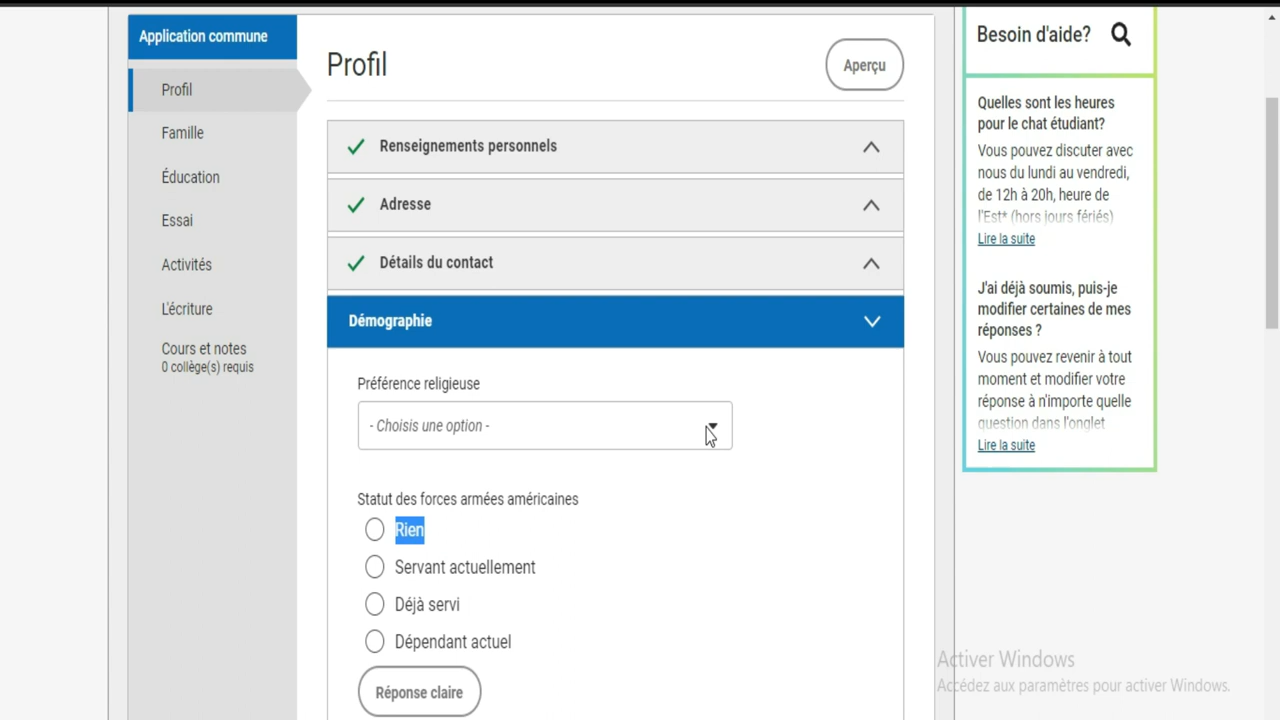 Application commune
Profil
Famille
Éducation
Essai
Activités
L'écriture
Cours et notes
0 collège(s) requis
Profil
Aperçu
Renseignements personnels
Adresse
Détails du contact
Démographie
Préférence religieuse
- Choisis une option -
Statut des forces armées américaines
Rien
Servant actuellement
Déjà servi
Dépendant actuel
Réponse claire
Besoin d'aide?
Quelles sont les heures
pour le chat étudiant?
Vous pouvez discuter avec
nous du lundi au vendredi,
de 12h à 20h, heure de
l'Est* (hors jours fériés)
Lire la suite
J'ai déjà soumis, puis-je
modifier certaines de mes
réponses ?
Vous pouvez revenir à tout
moment et modifier votre
réponse à n'importe quelle
question dans l'onglet
Lire la suite
Activer Windows
Accédez aux paramètres pour activer Windows.